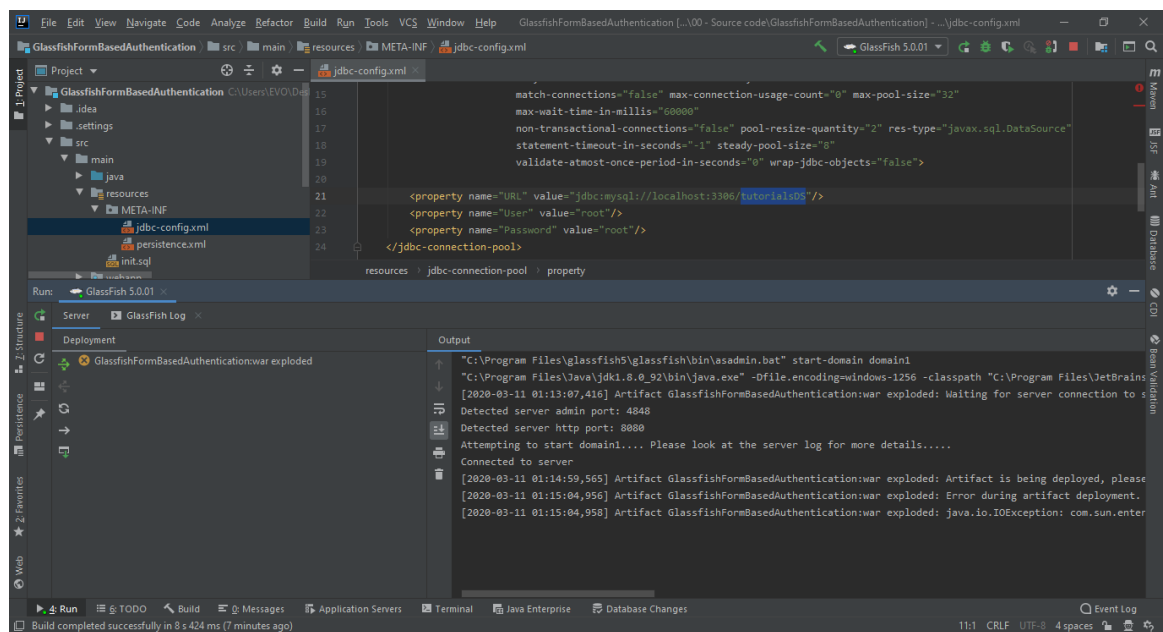 File Edit View Navigate Code Analyze Refactor Build Run Tools VCS Window Help GlassfishFormBasedAuthentication [...\00 - Source code\GlassfishFormBasedAuthentication] - ...\jdbc-config.xml
GlassfishFormBasedAuthentication src main resources META-INF jdbc-config.xml GlassFish 5.0.01
Project jdbc-config.xml
GlassfishFormBasedAuthentication C:\Users\EVO\Des
.idea
.settings
src
main
java
resources
META-INF
jdbc-config.xml
persistence.xml
init.sql
webapp
15 match-connections="false" max-connection-usage-count="0" max-pool-size="32"
16 max-wait-time-in-millis="60000"
17 non-transactional-connections="false" pool-resize-quantity="2" res-type="javax.sql.DataSource"
18 statement-timeout-in-seconds="-1" steady-pool-size="8"
19 validate-atmost-once-period-in-seconds="0" wrap-jdbc-objects="false">
20
21 <property name="URL" value="jdbc:mysql://localhost:3306/tutorialsDS"/>
22 <property name="User" value="root"/>
23 <property name="Password" value="root"/>
24 </jdbc-connection-pool>
resources jdbc-connection-pool property
Run: GlassFish 5.0.01
Server GlassFish Log
Deployment Output
GlassfishFormBasedAuthentication:war exploded
"C:\Program Files\glassfish5\glassfish\bin\asadmin.bat" start-domain domain1
"C:\Program Files\Java\jdk1.8.0_92\bin\java.exe" -Dfile.encoding=windows-1256 -classpath "C:\Program Files\JetBrains
[2020-03-11 01:13:07,416] Artifact GlassfishFormBasedAuthentication:war exploded: Waiting for server connection to s
Detected server admin port: 4848
Detected server http port: 8080
Attempting to start domain1.... Please look at the server log for more details.....
Connected to server
[2020-03-11 01:14:59,565] Artifact GlassfishFormBasedAuthentication:war exploded: Artifact is being deployed, please
[2020-03-11 01:15:04,956] Artifact GlassfishFormBasedAuthentication:war exploded: Error during artifact deployment.
[2020-03-11 01:15:04,958] Artifact GlassfishFormBasedAuthentication:war exploded: java.io.IOException: com.sun.enter
1: Project
7: Structure
Persistence
2: Favorites
Web
Maven
JSF
Ant
Database
CDI
Bean Validation
4: Run 6: TODO Build 0: Messages Application Servers Terminal Java Enterprise Database Changes Event Log
Build completed successfully in 8 s 424 ms (7 minutes ago) 11:1 CRLF UTF-8 4 spaces